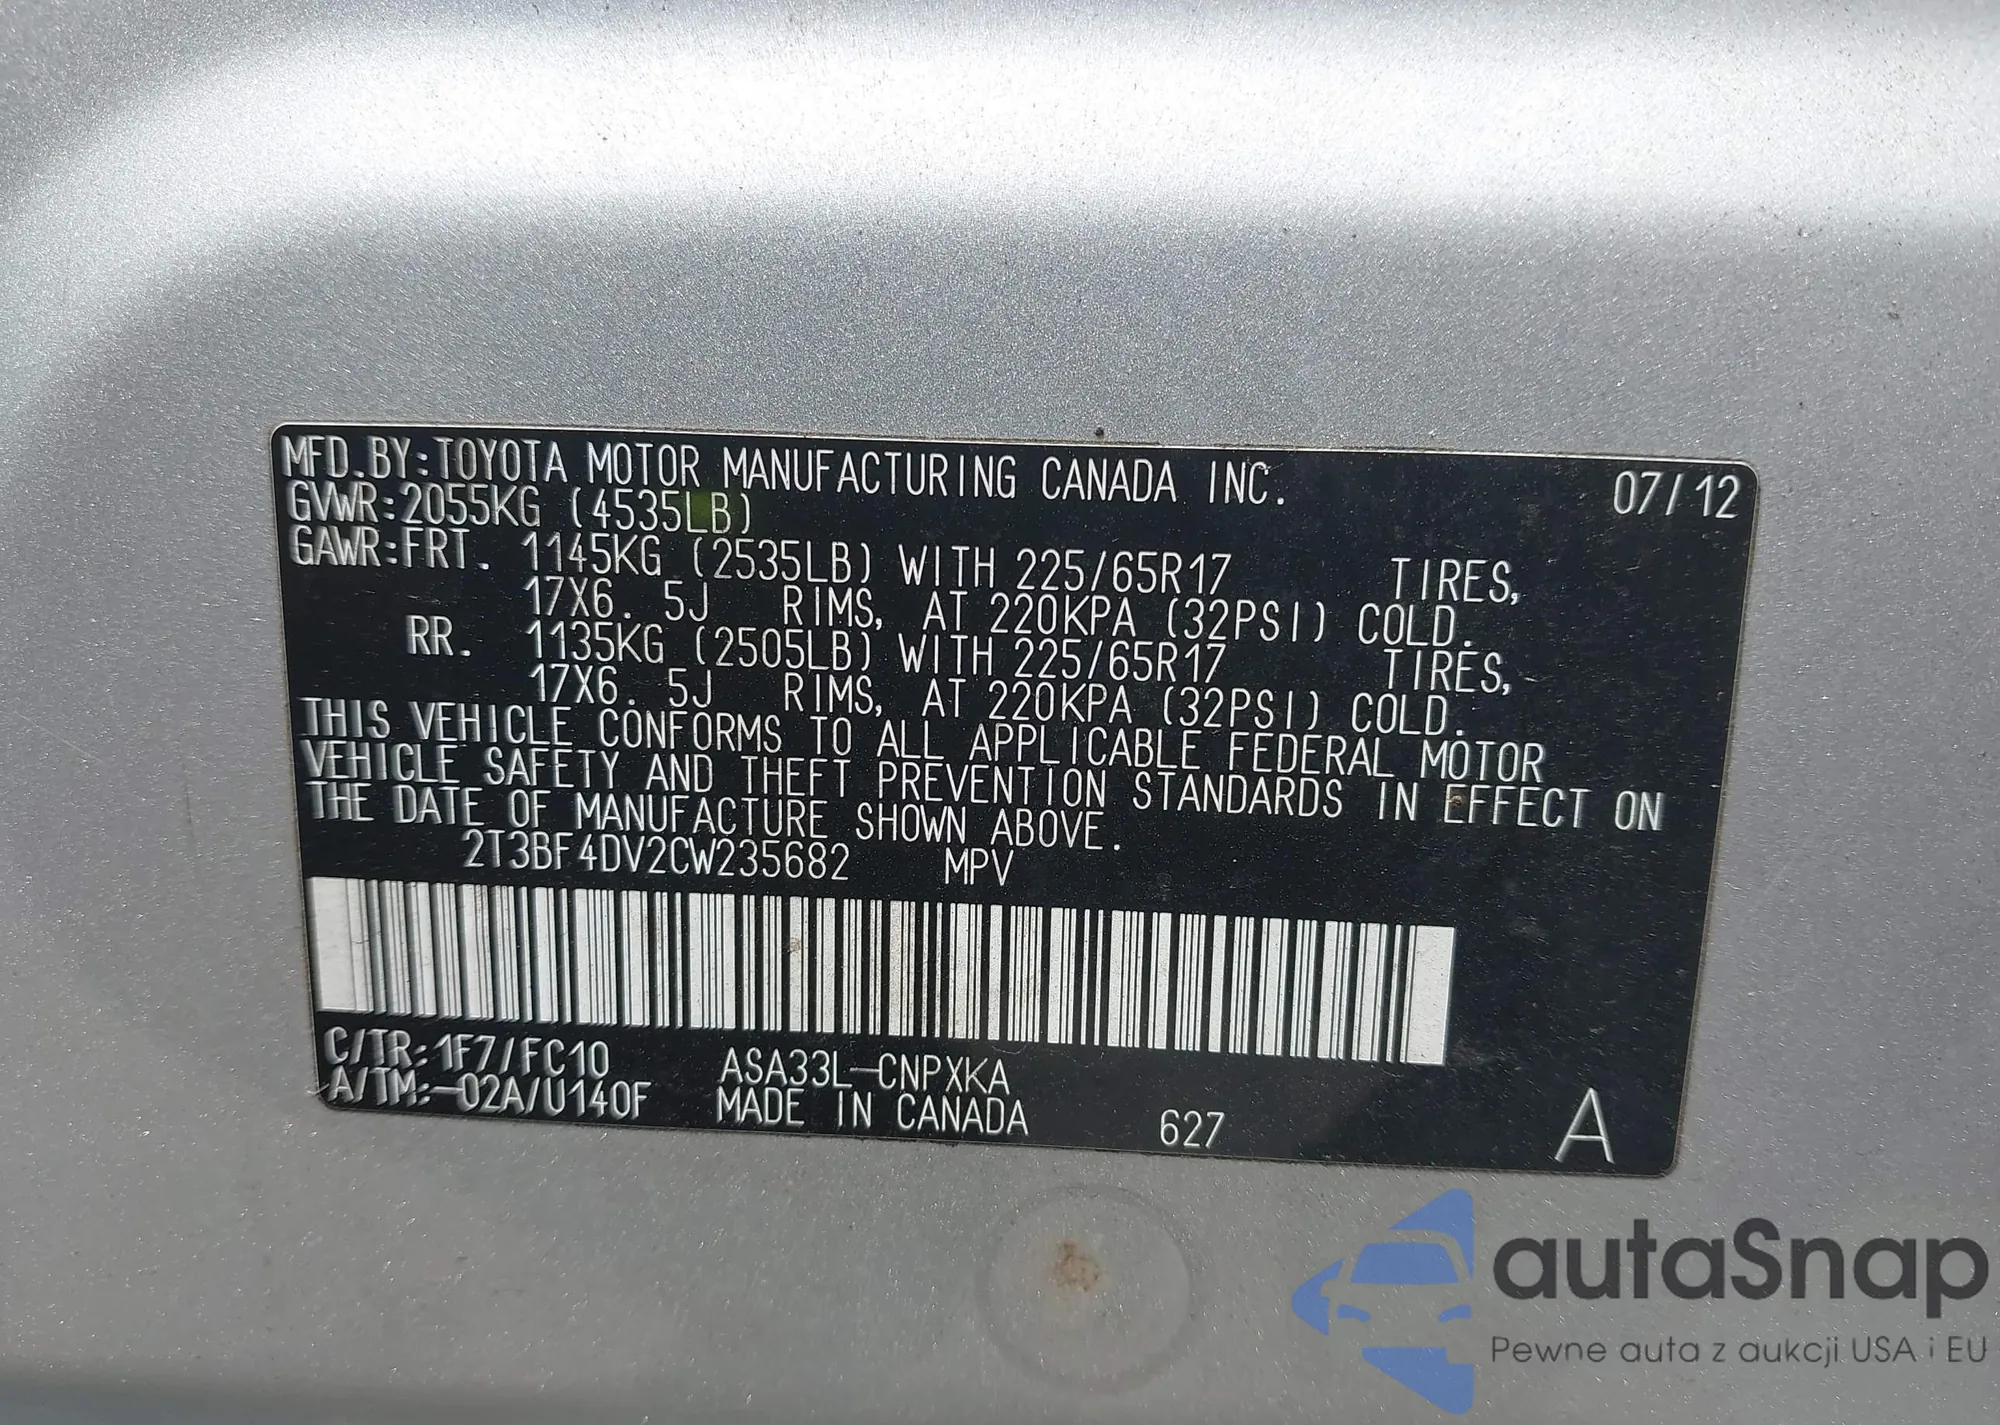 MFD.BY:TOYOTA MOTOR MANUFACTURING CANADA INC. 07/12
GVWR:2055KG (4535LB)
GAWR:FRT. 1145KG (2535LB) WITH 225/65R17 TIRES,
17X6.5J RIMS, AT 220KPA (32PSI) COLD.
RR. 1135KG (2505LB) WITH 225/65R17 TIRES,
17X6.5J RIMS, AT 220KPA (32PSI) COLD.
THIS VEHICLE CONFORMS TO ALL APPLICABLE FEDERAL MOTOR
VEHICLE SAFETY AND THEFT PREVENTION STANDARDS IN EFFECT ON
THE DATE OF MANUFACTURE SHOWN ABOVE.
2T3BF4DV2CW235682 MPV
C/TR:1F7/FC10 ASA33L-CNPXKA
A/TM:-02A/U140F MADE IN CANADA 627 A
autaSnap
Pewne auta z aukcji USA i EU